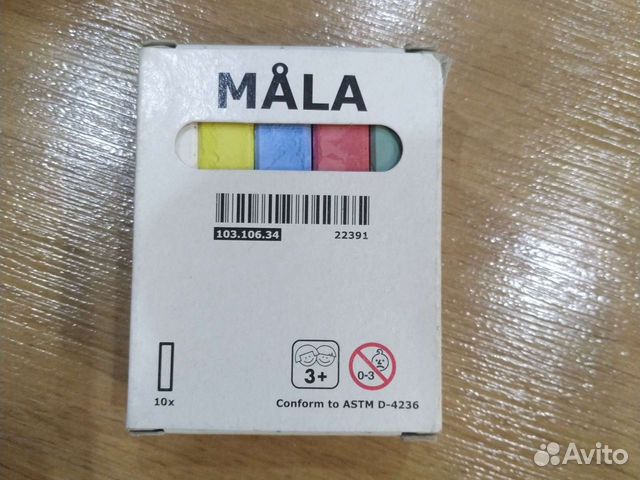 MÅLA
103.106.34 22391
3+ 0-3
10x Conform to ASTM D-4236
Avito